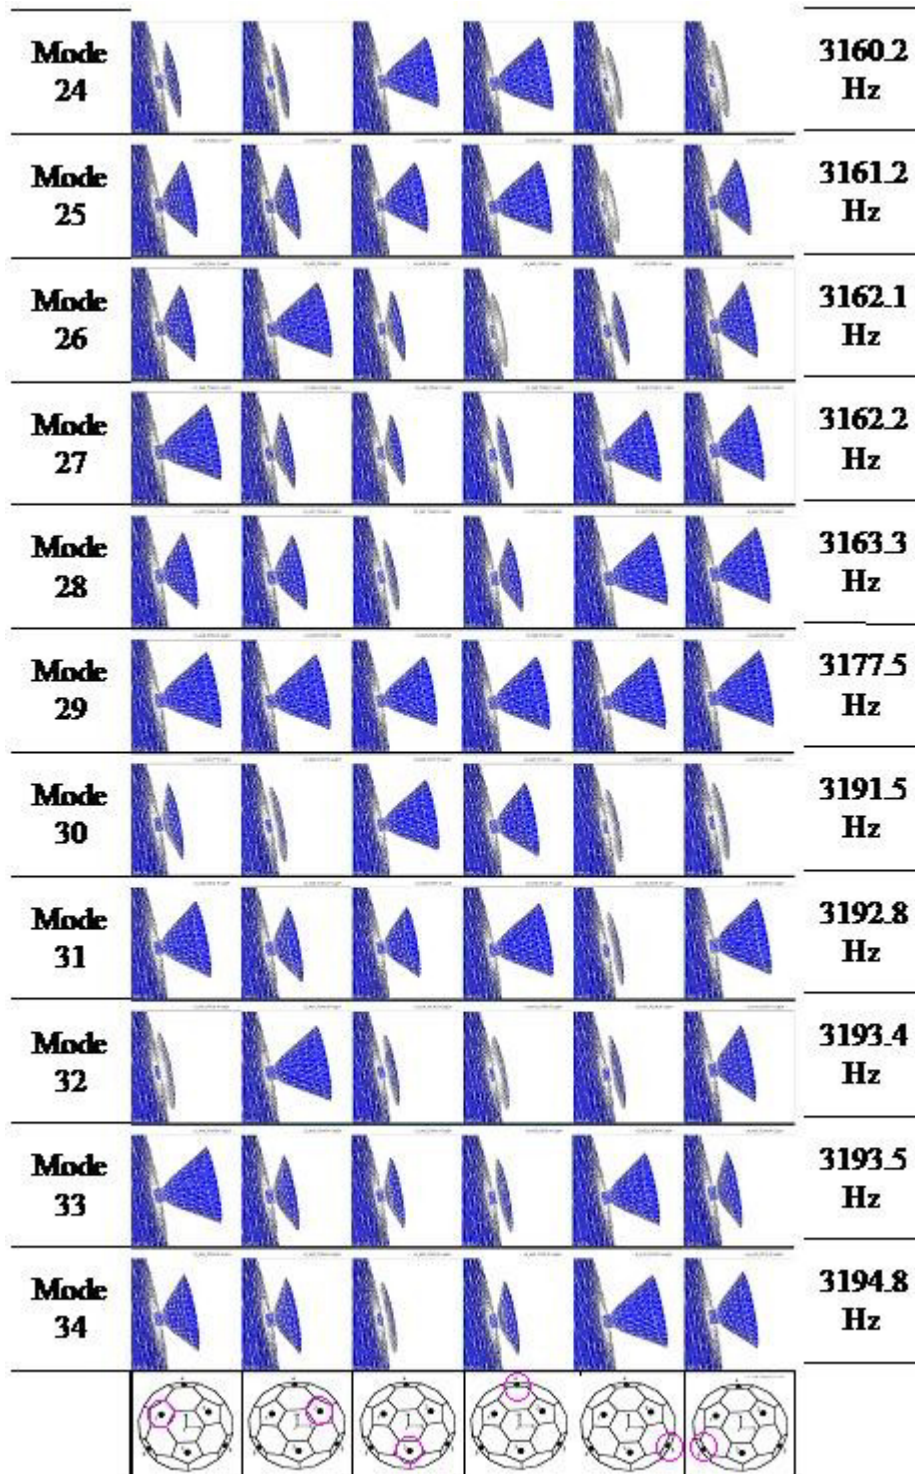 Mode
24
3160.2
Hz
Mode
25
3161.2
Hz
Mode
26
3162.1
Hz
Mode
27
3162.2
Hz
Mode
28
3163.3
Hz
Mode
29
3177.5
Hz
Mode
30
3191.5
Hz
Mode
31
3192.8
Hz
Mode
32
3193.4
Hz
Mode
33
3193.5
Hz
Mode
34
3194.8
Hz